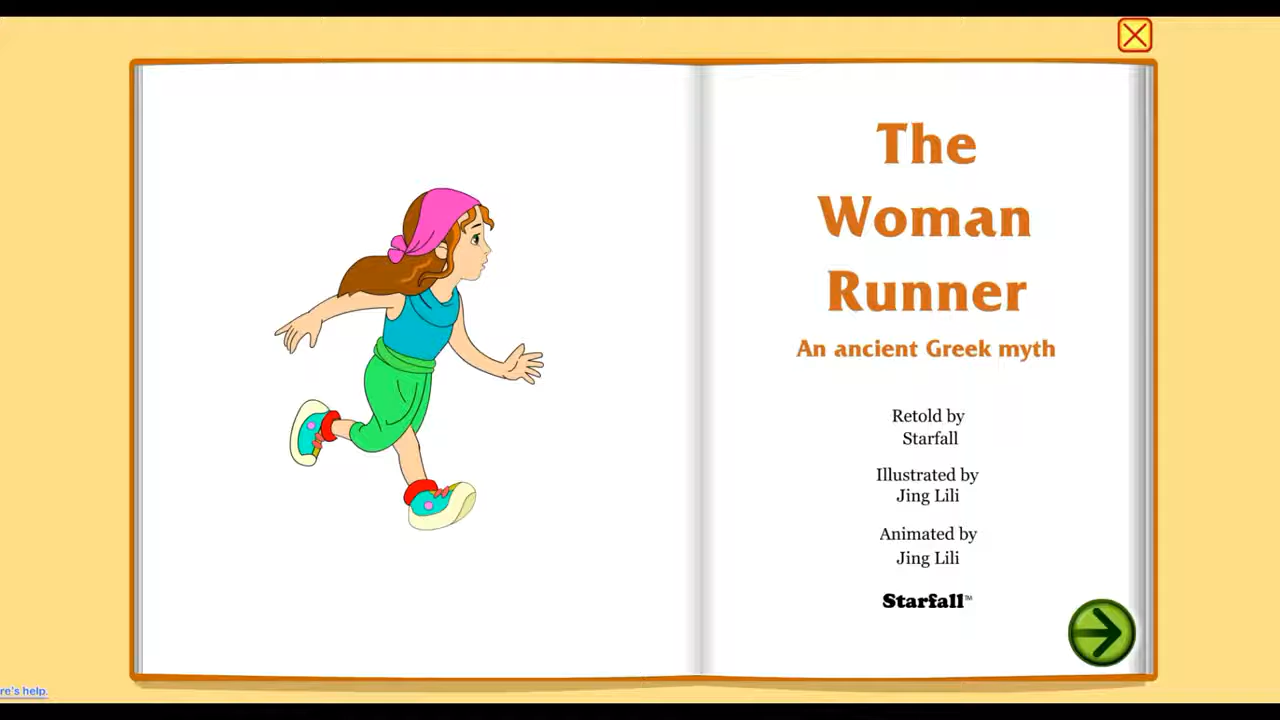 The
Woman
Runner
An ancient Greek myth
Retold by
Starfall
Illustrated by
Jing Lili
Animated by
Jing Lili
Starfall™
re's help.